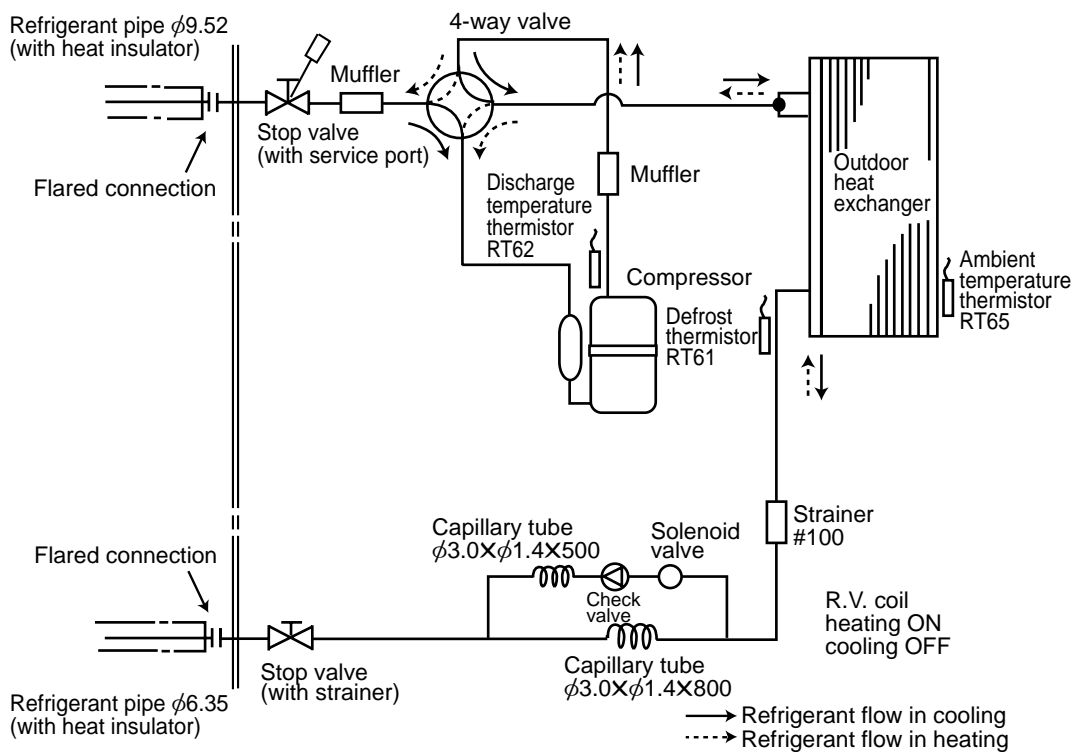 Refrigerant pipe ϕ9.52
(with heat insulator)
4-way valve
Muffler
Stop valve
(with service port)
Flared connection
Discharge
temperature
thermistor
RT62
Muffler
Outdoor
heat
exchanger
Compressor
Defrost
thermistor
RT61
Ambient
temperature
thermistor
RT65
Capillary tube
ϕ3.0×ϕ1.4×500
Solenoid
valve
Strainer
#100
Flared connection
Check
valve
R.V. coil
heating ON
cooling OFF
Stop valve
(with strainer)
Capillary tube
ϕ3.0×ϕ1.4×800
Refrigerant pipe ϕ6.35
(with heat insulator)
Refrigerant flow in cooling
Refrigerant flow in heating